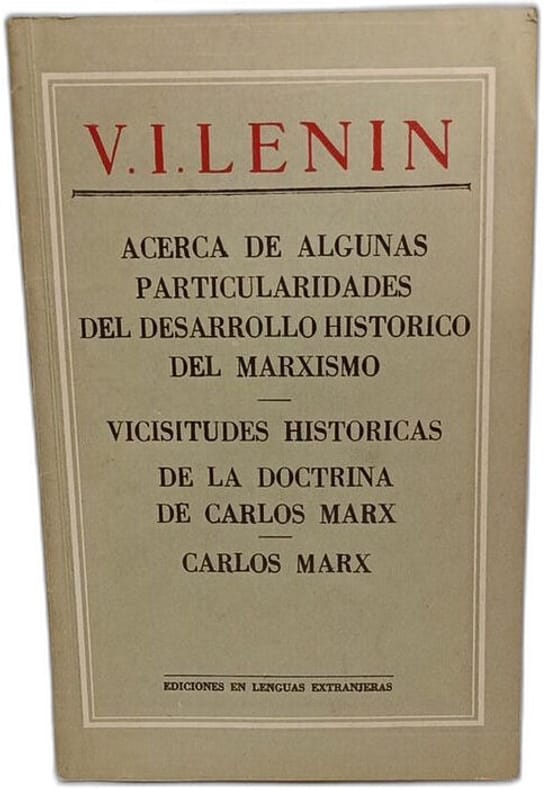 V.I.LENIN
ACERCA DE ALGUNAS
PARTICULARIDADES
DEL DESARROLLO HISTORICO
DEL MARXISMO
VICISITUDES HISTORICAS
DE LA DOCTRINA
DE CARLOS MARX
CARLOS MARX
EDICIONES EN LENGUAS EXTRANJERAS